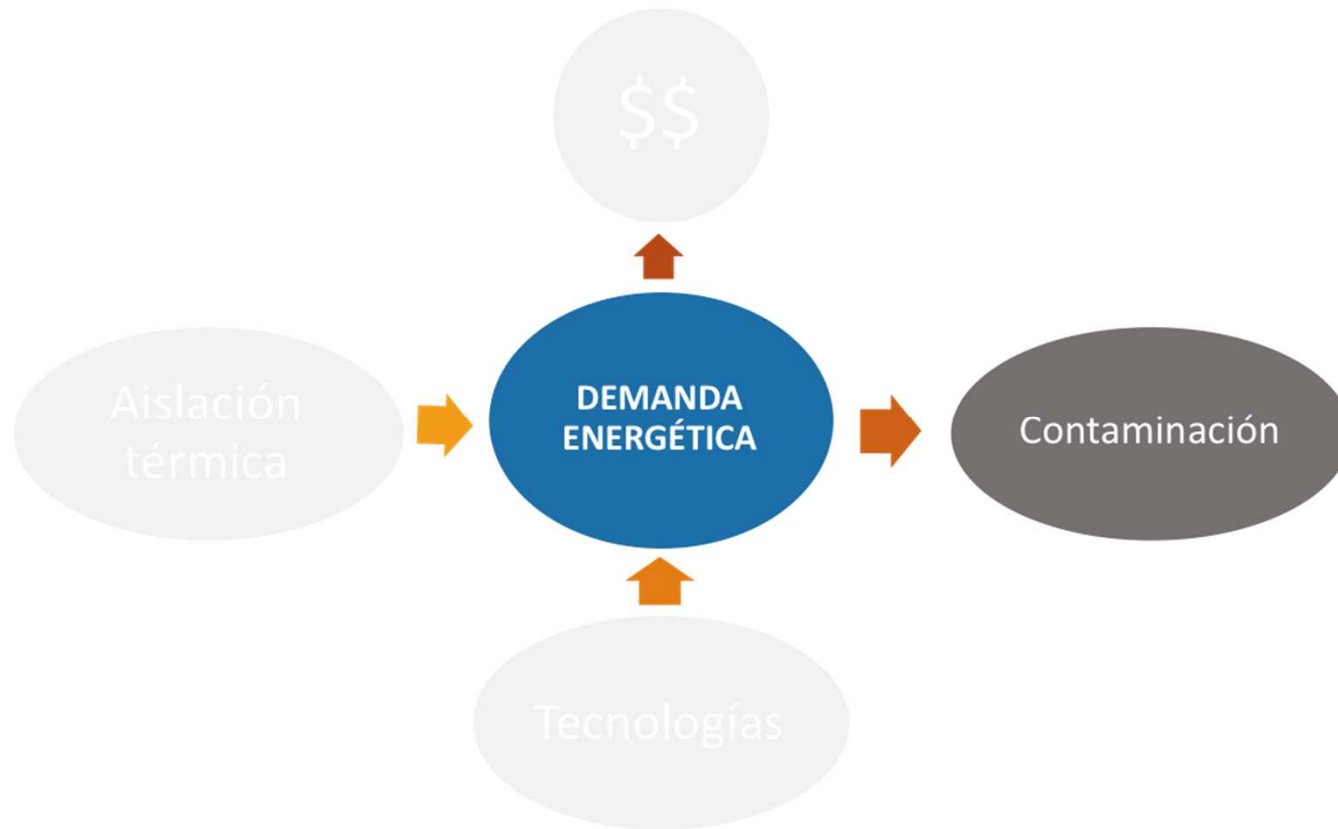 $$
Aislación
térmica
DEMANDA
ENERGÉTICA
Contaminación
Tecnologías